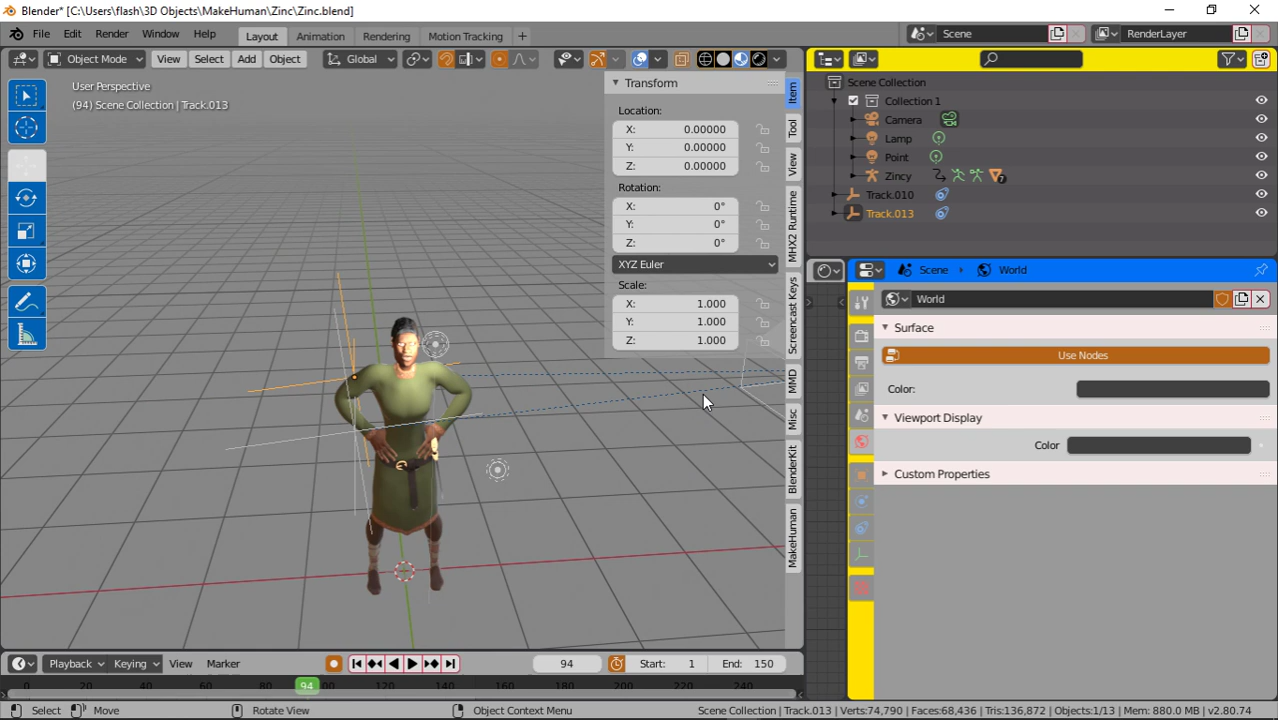 Blender* [C:\Users\flash\3D Objects\MakeHuman\Zinc\Zinc.blend]
File Edit Render Window Help Layout Animation Rendering Motion Tracking + Scene RenderLayer
Object Mode View Select Add Object Global
User Perspective
(94) Scene Collection | Track.013
Transform
Location:
X: 0.00000
Y: 0.00000
Z: 0.00000
Rotation:
X: 0°
Y: 0°
Z: 0°
XYZ Euler
Scale:
X: 1.000
Y: 1.000
Z: 1.000
Item
Tool
View
MHX2 Runtime
Screencast Keys
MMD
Misc
BlenderKit
MakeHuman
Scene Collection
Collection 1
Camera
Lamp
Point
Zincy 7
Track.010
Track.013
Scene World
World
Surface
Use Nodes
Color:
Viewport Display
Color
Custom Properties
Playback Keying View Marker 94 Start: 1 End: 150
0 20 40 60 80 94 100 120 140 160 180 200 220 240
Select Move Rotate View Object Context Menu Scene Collection | Track.013 | Verts:74,790 | Faces:68,436 | Tris:136,872 | Objects:1/13 | Mem: 880.0 MB | v2.80.74